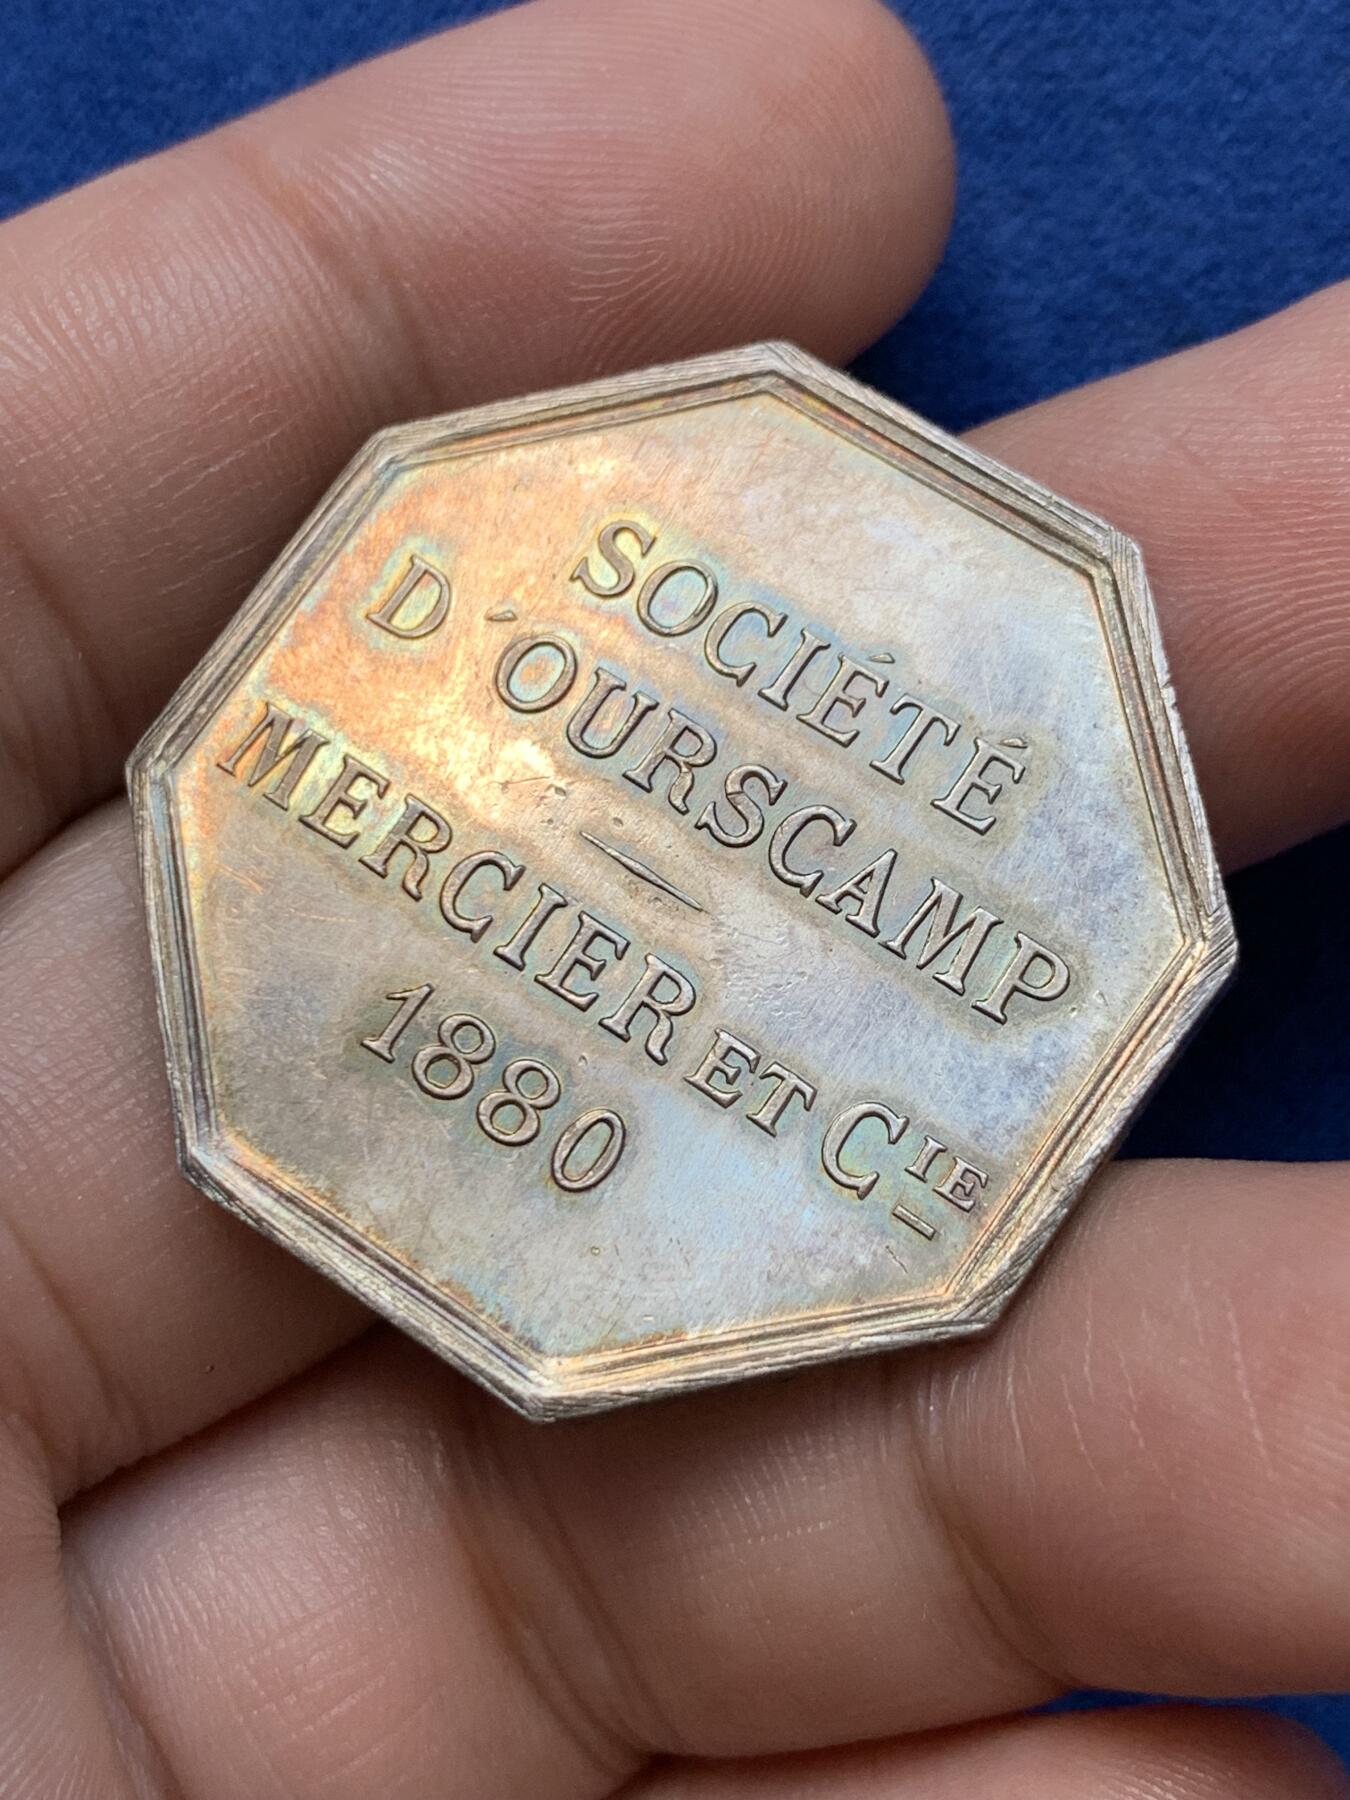 SOCIÉTÉ
D'OURSCAMP
MERCIER ET CIE
1880